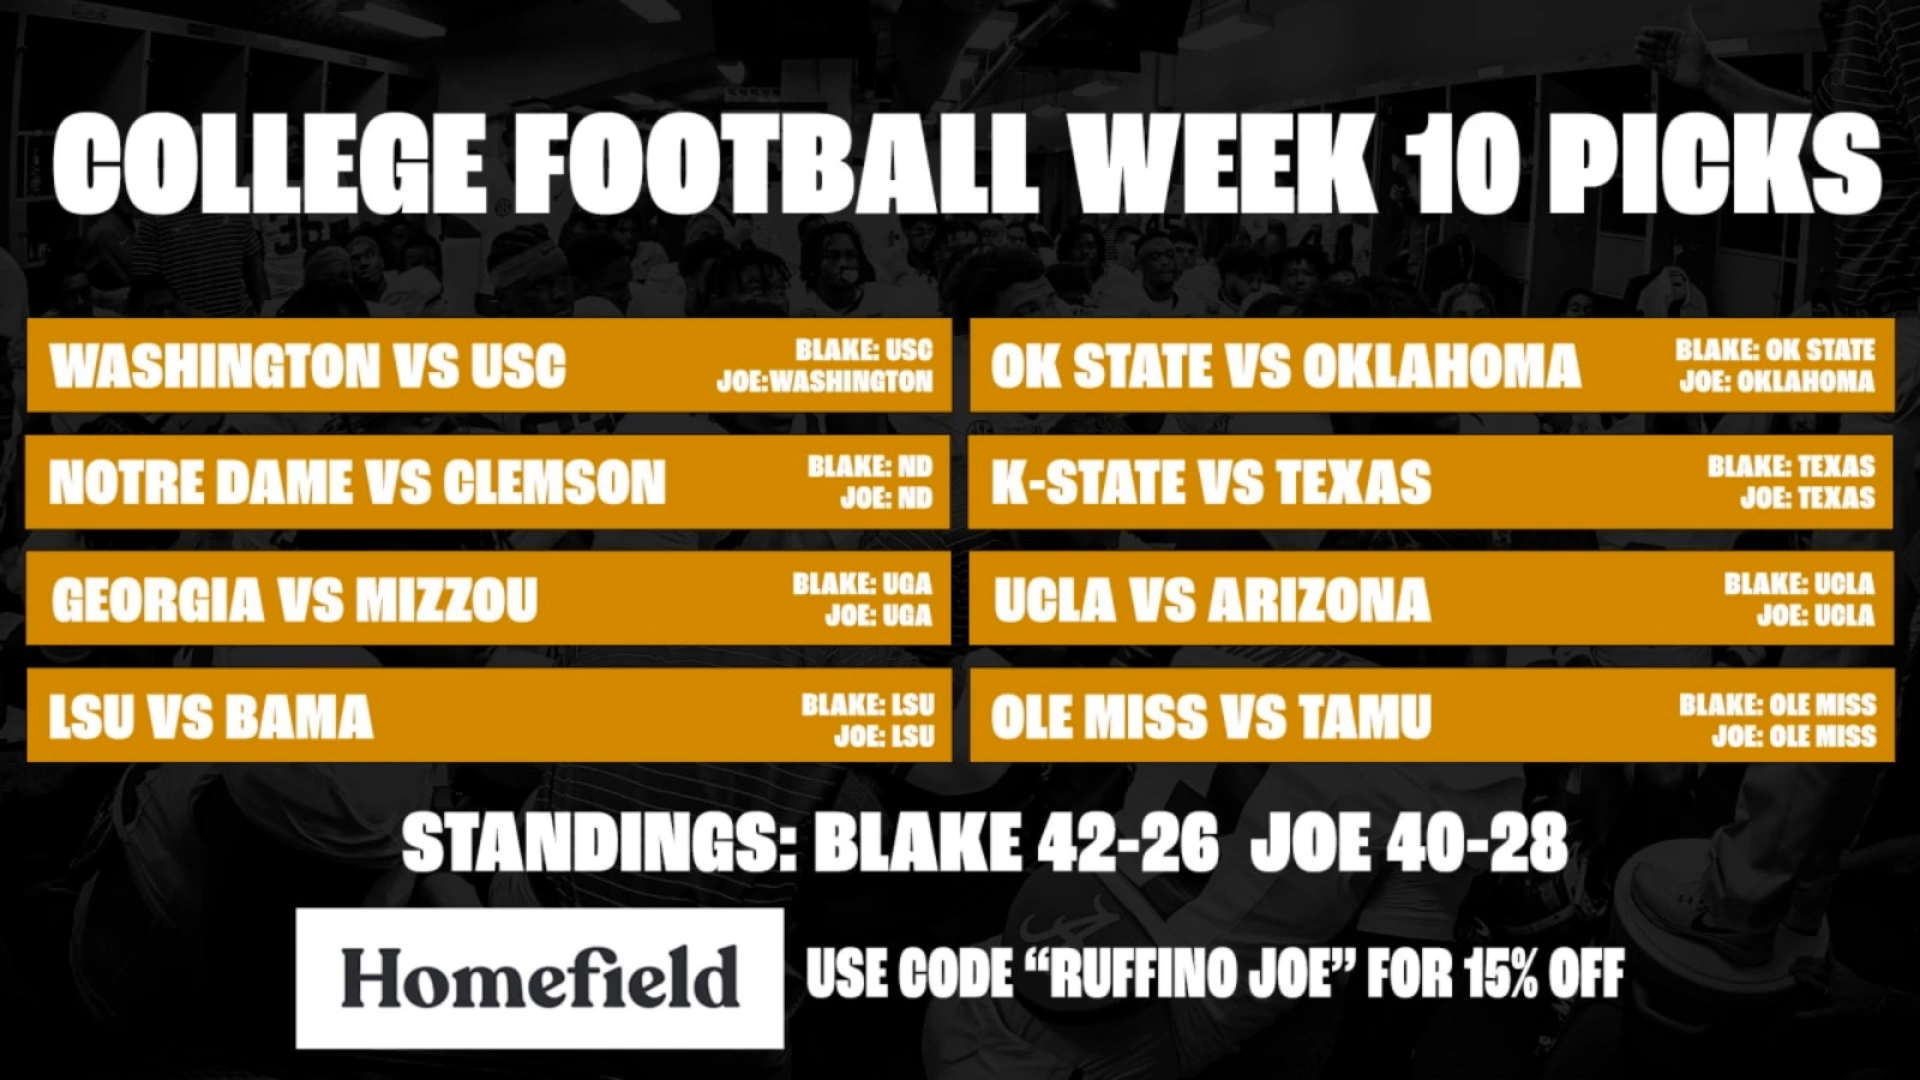 COLLEGE FOOTBALL WEEK 10 PICKS
WASHINGTON VS USC
BLAKE: USC
JOE:WASHINGTON
OK STATE VS OKLAHOMA
BLAKE: OK STATE
JOE: OKLAHOMA
NOTRE DAME VS CLEMSON
BLAKE: ND
JOE: ND
K-STATE VS TEXAS
BLAKE: TEXAS
JOE: TEXAS
GEORGIA VS MIZZOU
BLAKE: UGA
JOE: UGA
UCLA VS ARIZONA
BLAKE: UCLA
JOE: UCLA
LSU VS BAMA
BLAKE: LSU
JOE: LSU
OLE MISS VS TAMU
BLAKE: OLE MISS
JOE: OLE MISS
STANDINGS: BLAKE 42-26 JOE 40-28
Homefield
USE CODE “RUFFINO JOE” FOR 15% OFF